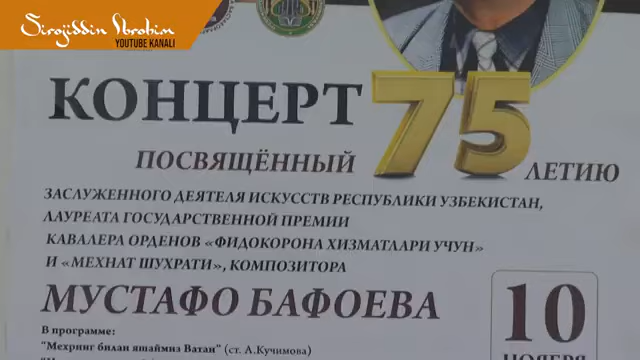 Sirojiddin Ibrohim
YOUTUBE KANALI
КОНЦЕРТ 75
ПОСВЯЩЁННЫЙ ЛЕТИЮ
ЗАСЛУЖЕННОГО ДЕЯТЕЛЯ ИСКУССТВ РЕСПУБЛИКИ УЗБЕКИСТАН,
ЛАУРЕАТА ГОСУДАРСТВЕННОЙ ПРЕМИИ
КАВАЛЕРА ОРДЕНОВ «ФИДОКОРОНА ХИЗМАТЛАРИ УЧУН»
И «МЕХНАТ ШУХРАТИ», КОМПОЗИТОРА
МУСТАФО БАФОЕВА
10
НОЯБРЯ
В программе:
"Мехринг билан яшаймиз Ватан" (ст. А.Кучимова)